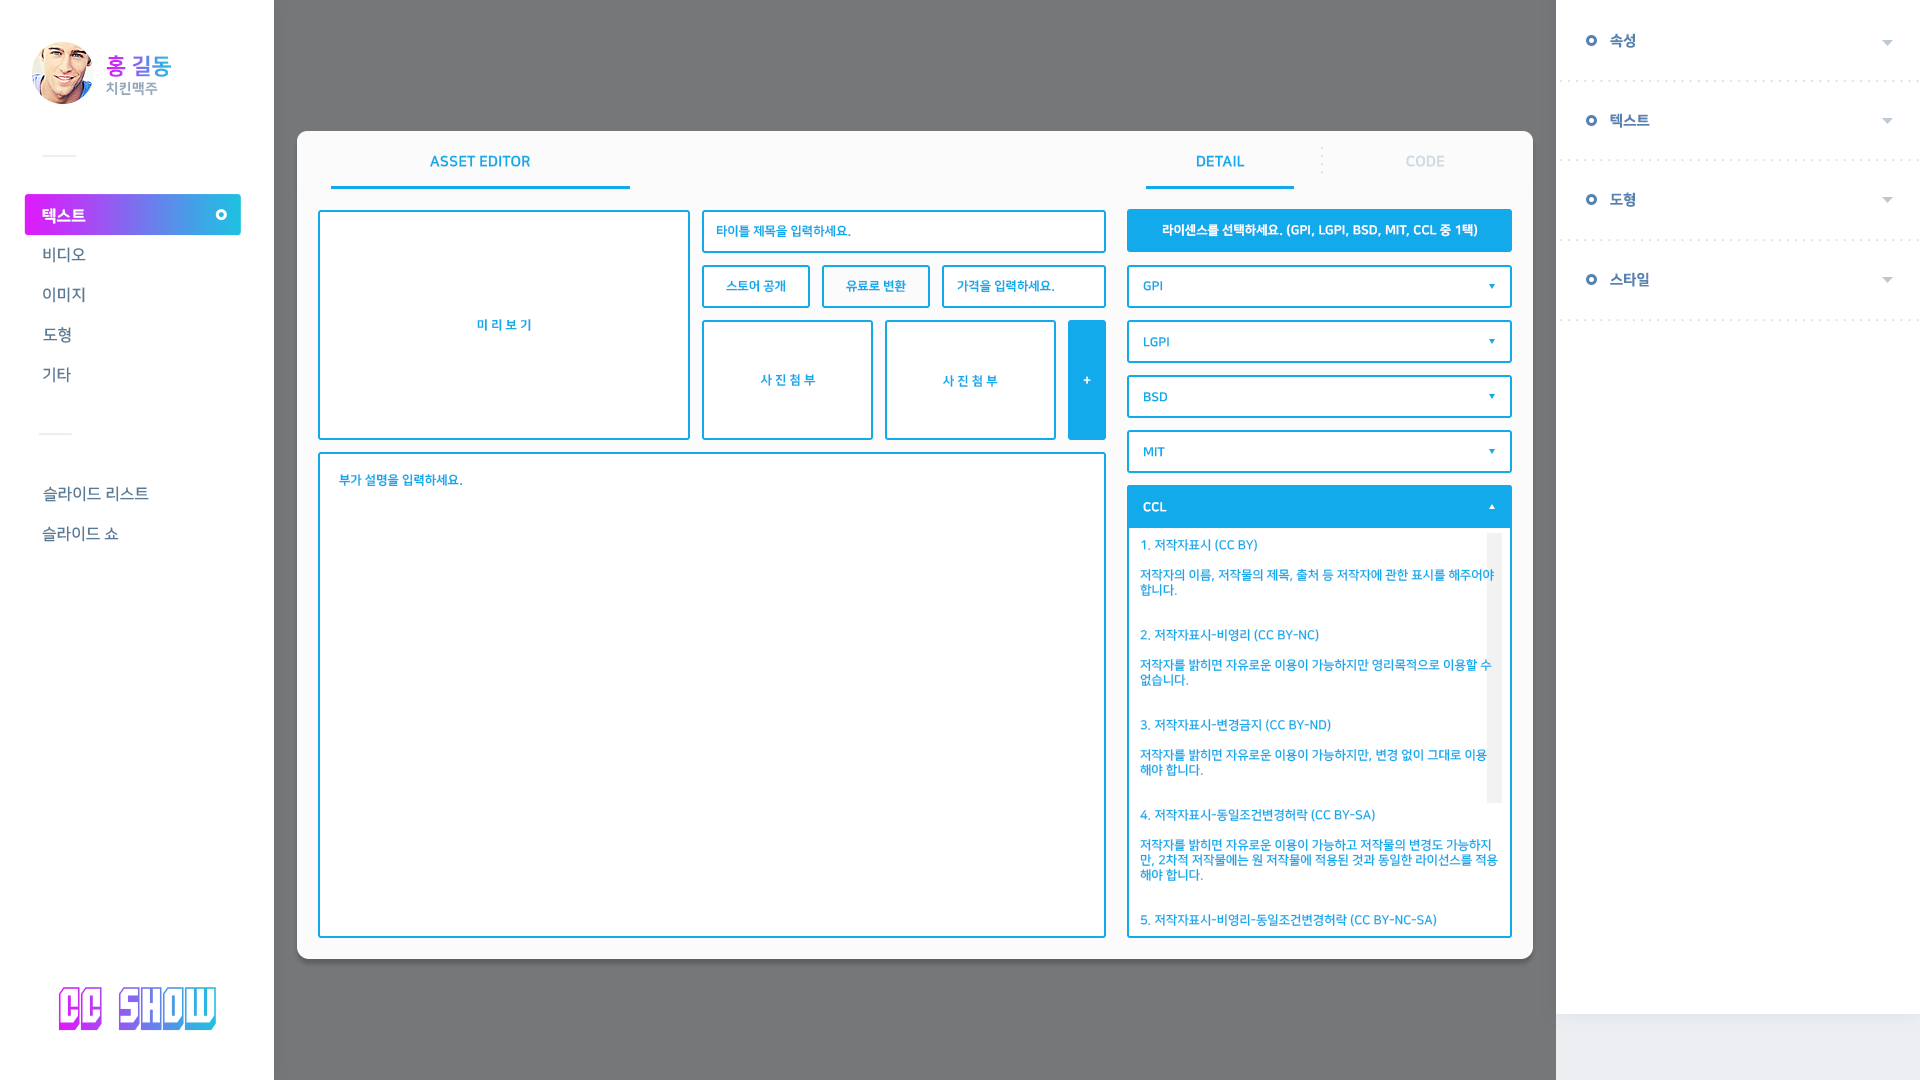 홍 길동
치킨맥주
텍스트
비디오
이미지
도형
기타
슬라이드 리스트
슬라이드 쇼
CC SHOW
ASSET EDITOR
미 리 보 기
타이틀 제목을 입력하세요.
스토어 공개
유료로 변환
가격을 입력하세요.
사 진 첨 부
사 진 첨 부
+
부가 설명을 입력하세요.
DETAIL
CODE
라이센스를 선택하세요. (GPI, LGPI, BSD, MIT, CCL 중 1택)
GPI
LGPI
BSD
MIT
CCL
1. 저작자표시 (CC BY)
저작자의 이름, 저작물의 제목, 출처 등 저작자에 관한 표시를 해주어야
합니다.
2. 저작자표시-비영리 (CC BY-NC)
저작자를 밝히면 자유로운 이용이 가능하지만 영리목적으로 이용할 수
없습니다.
3. 저작자표시-변경금지 (CC BY-ND)
저작자를 밝히면 자유로운 이용이 가능하지만, 변경 없이 그대로 이용
해야 합니다.
4. 저작자표시-동일조건변경허락 (CC BY-SA)
저작자를 밝히면 자유로운 이용이 가능하고 저작물의 변경도 가능하지
만, 2차적 저작물에는 원 저작물에 적용된 것과 동일한 라이선스를 적용
해야 합니다.
5. 저작자표시-비영리-동일조건변경허락 (CC BY-NC-SA)
속성
텍스트
도형
스타일